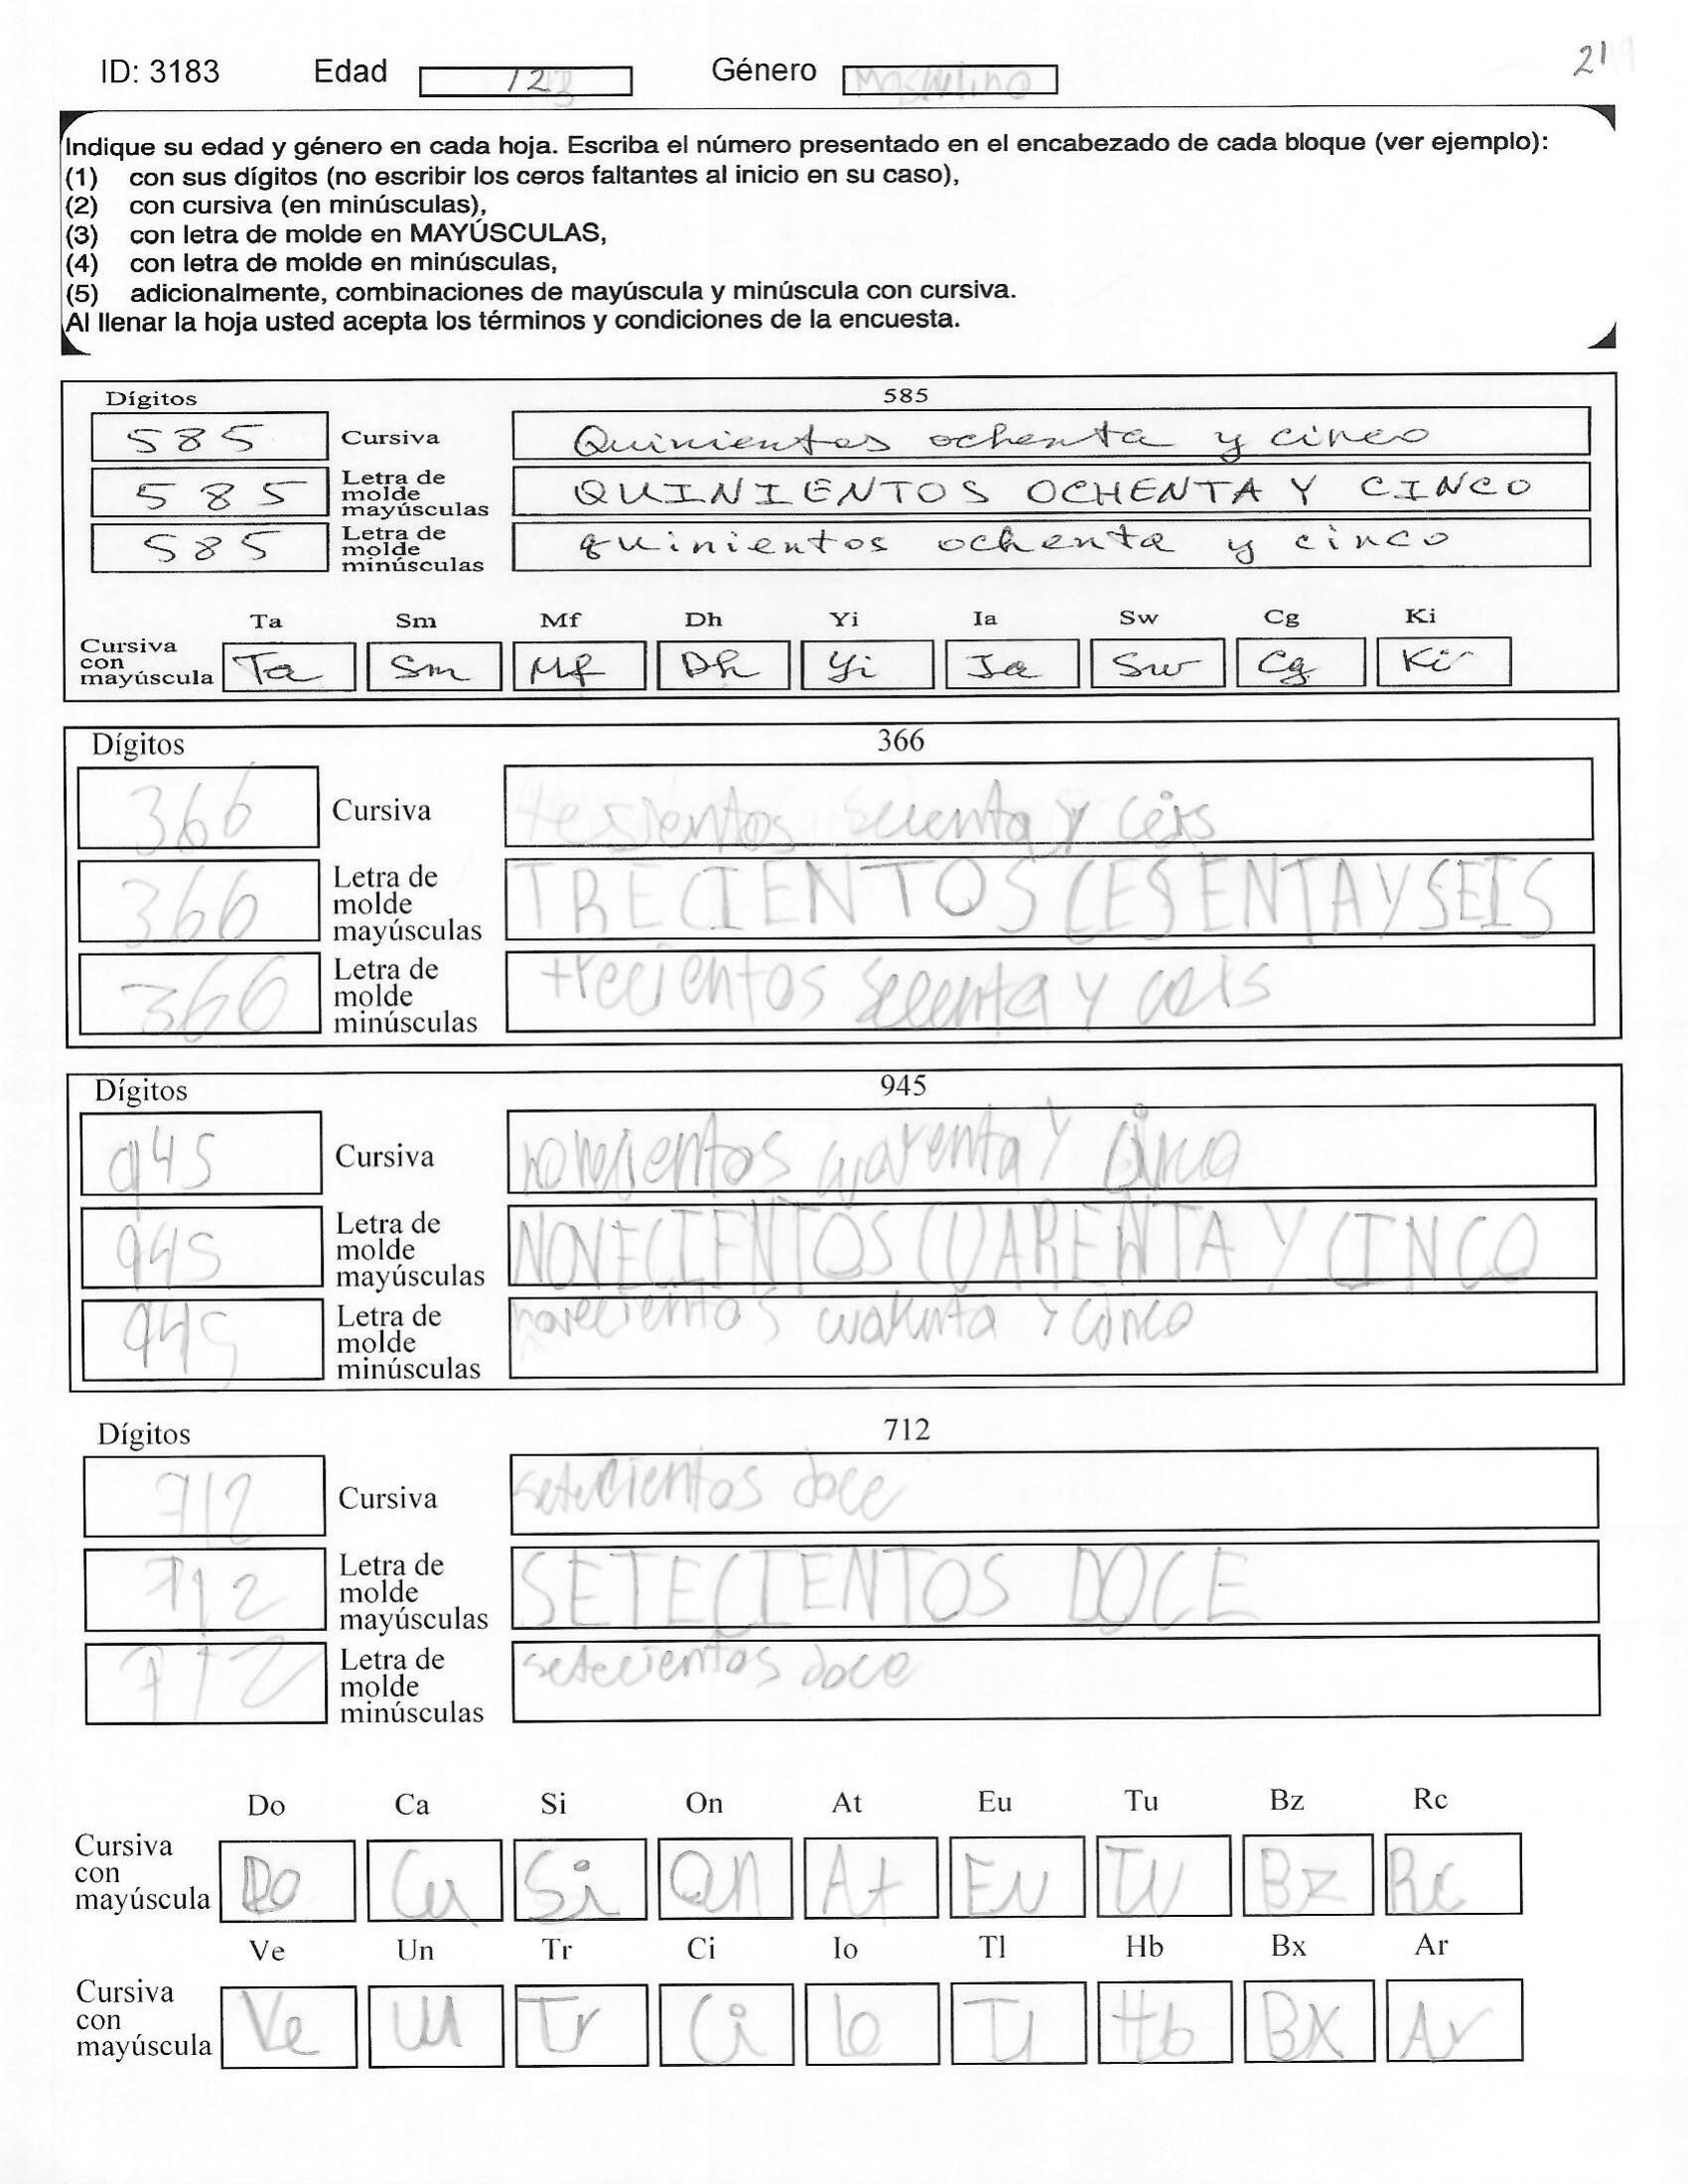 ID: 3183 Edad 12 Género Masculino 21
Indique su edad y género en cada hoja. Escriba el número presentado en el encabezado de cada bloque (ver ejemplo):
(1) con sus dígitos (no escribir los ceros faltantes al inicio en su caso),
(2) con cursiva (en minúsculas),
(3) con letra de molde en MAYÚSCULAS,
(4) con letra de molde en minúsculas,
(5) adicionalmente, combinaciones de mayúscula y minúscula con cursiva.
Al llenar la hoja usted acepta los términos y condiciones de la encuesta.
Dígitos 585
585 Cursiva Quinientos ochenta y cinco
585 Letra de molde mayúsculas QUINIENTOS OCHENTA Y CINCO
585 Letra de molde minúsculas quinientos ochenta y cinco
Ta Sm Mf Dh Yi Ia Sw Cg Ki
Cursiva con mayúscula Ta Sm Mf Dh Yi Ia Sw Cg Ki
Dígitos 366
366 Cursiva tesientos y ceis
366 Letra de molde mayúsculas TRECIENTOS CESENTA Y SEIS
366 Letra de molde minúsculas trecientos y
Dígitos 945
945 Cursiva novecientos cuarenta y cinco
945 Letra de molde mayúsculas NOVECIENTOS CUARENTA Y CINCO
945 Letra de molde minúsculas novecientos cuarenta y cinco
Dígitos 712
712 Cursiva setecientos doce
712 Letra de molde mayúsculas SETECIENTOS DOCE
712 Letra de molde minúsculas setecientos doce
Do Ca Si On At Eu Tu Bz Rc
Cursiva con mayúscula Do Ca Si On At Eu Tu Bz Rc
Ve Un Tr Ci Io Tl Hb Bx Ar
Cursiva con mayúscula Ve Un Tr Ci Io Tl Hb Bx Ar